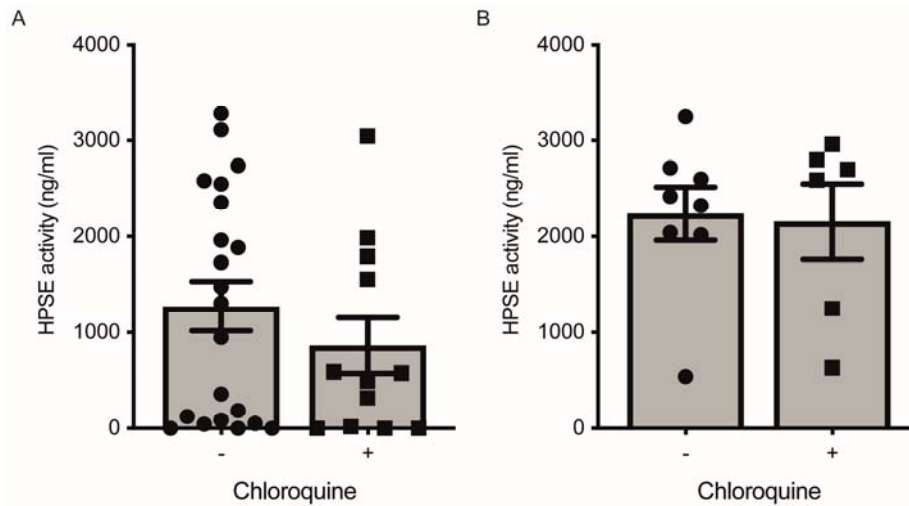 A
HPSE activity (ng/ml)
4000
3000
2000
1000
0
-
+
Chloroquine
B
HPSE activity (ng/ml)
4000
3000
2000
1000
0
-
+
Chloroquine